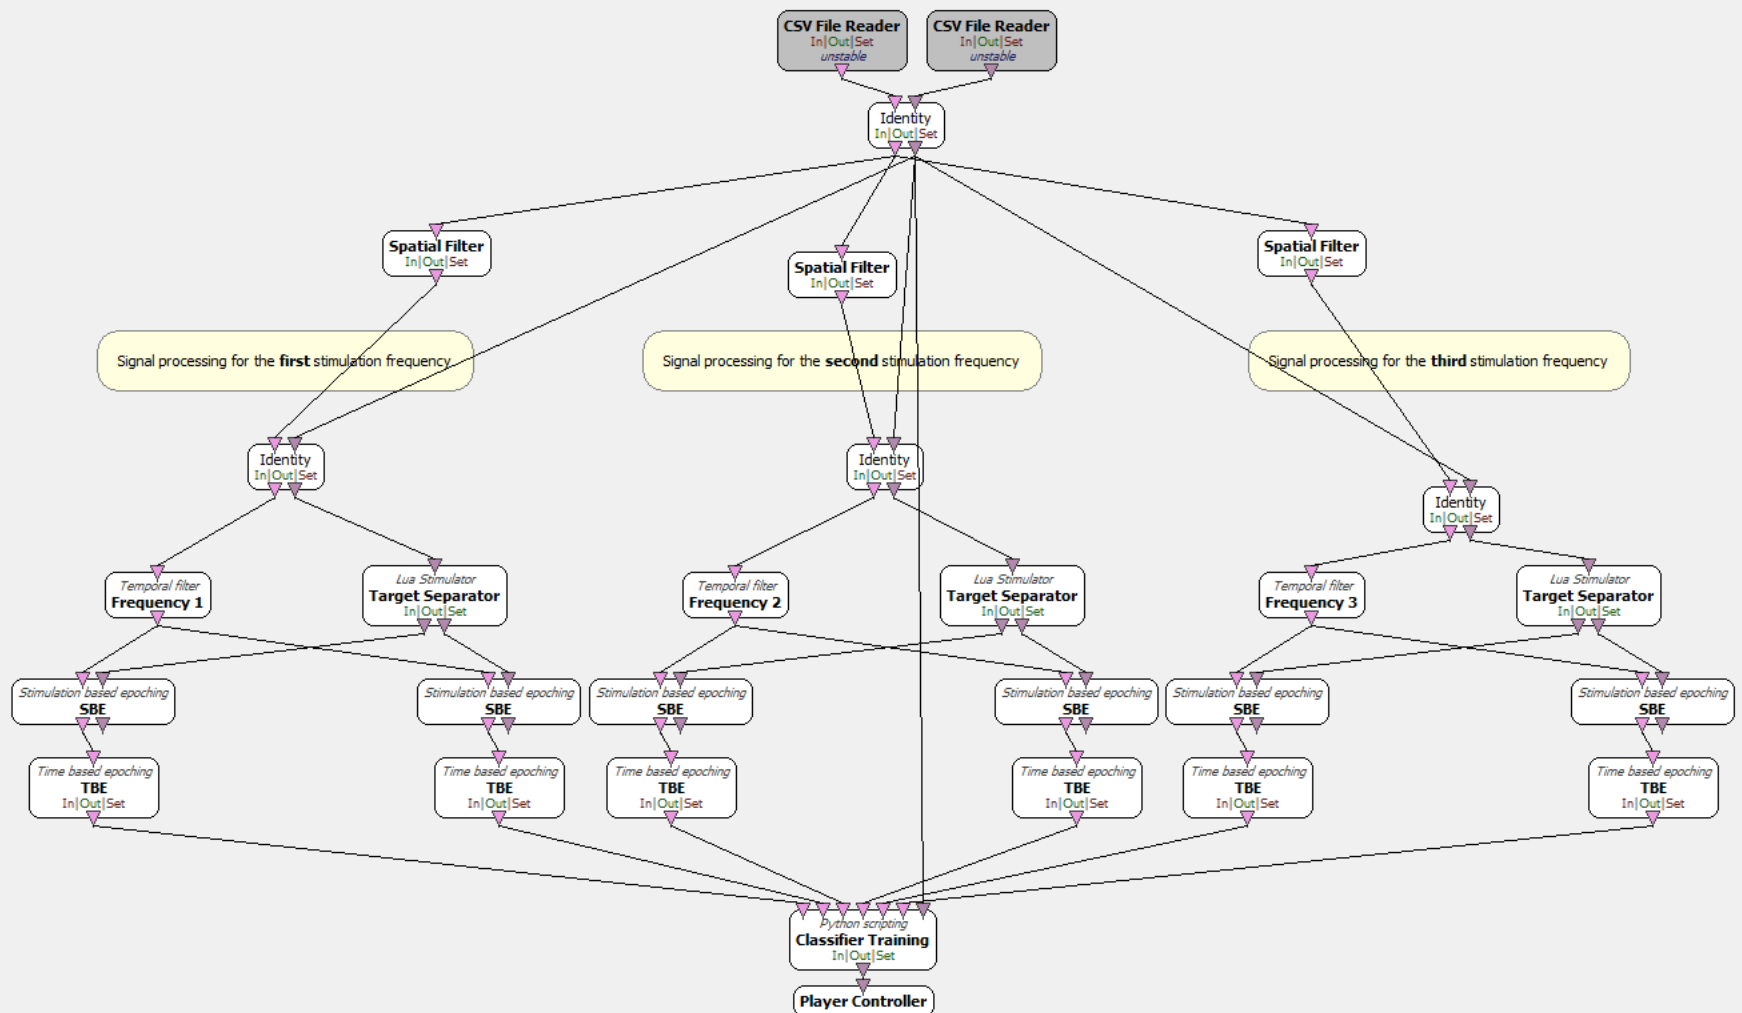 CSV File Reader
In|Out|Set
unstable
CSV File Reader
In|Out|Set
unstable
Identity
In|Out|Set
Spatial Filter
In|Out|Set
Spatial Filter
In|Out|Set
Spatial Filter
In|Out|Set
Signal processing for the first stimulation frequency
Signal processing for the second stimulation frequency
Signal processing for the third stimulation frequency
Identity
In|Out|Set
Identity
In|Out|Set
Identity
In|Out|Set
Temporal filter
Frequency 1
Lua Stimulator
Target Separator
In|Out|Set
Temporal filter
Frequency 2
Lua Stimulator
Target Separator
In|Out|Set
Temporal filter
Frequency 3
Lua Stimulator
Target Separator
In|Out|Set
Stimulation based epoching
SBE
Stimulation based epoching
SBE
Stimulation based epoching
SBE
Stimulation based epoching
SBE
Stimulation based epoching
SBE
Stimulation based epoching
SBE
Time based epoching
TBE
In|Out|Set
Time based epoching
TBE
In|Out|Set
Time based epoching
TBE
In|Out|Set
Time based epoching
TBE
In|Out|Set
Time based epoching
TBE
In|Out|Set
Time based epoching
TBE
In|Out|Set
Python scripting
Classifier Training
In|Out|Set
Player Controller